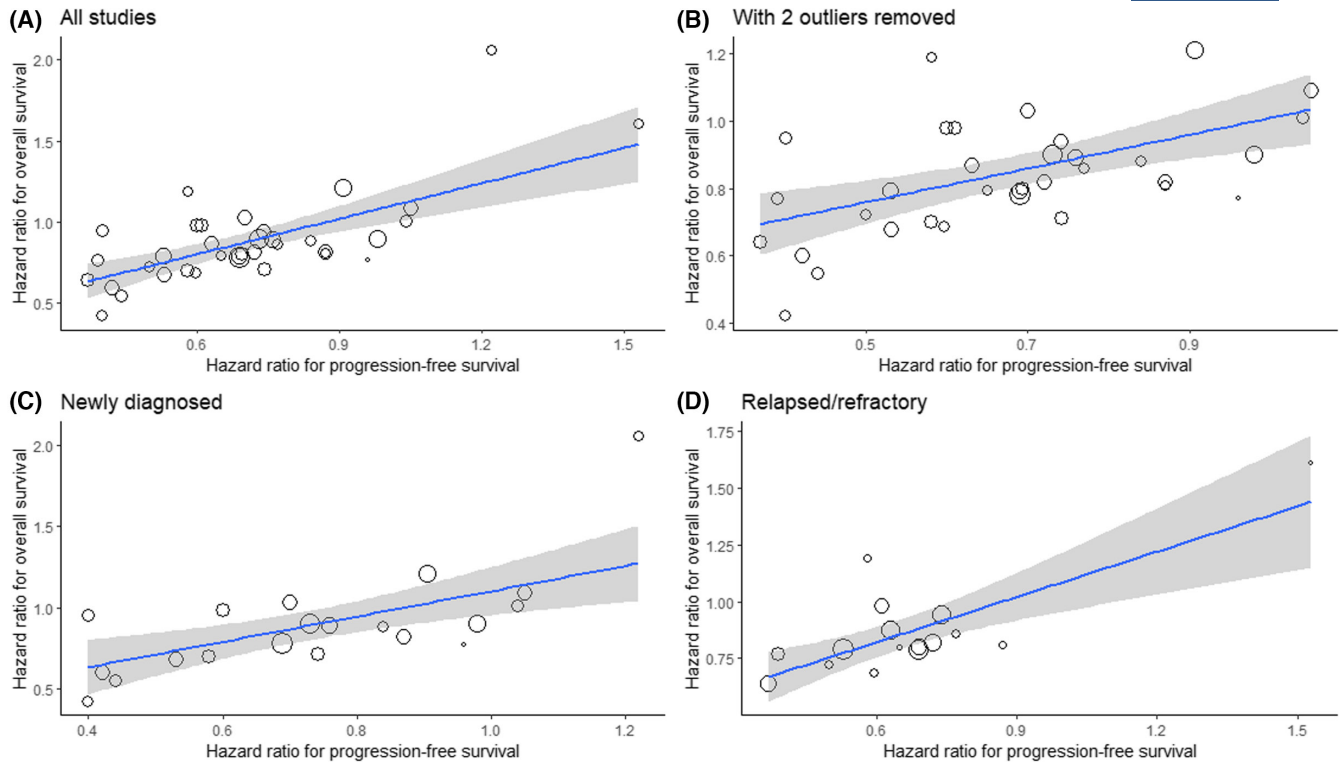 (A) All studies
Hazard ratio for overall survival
2.0
1.5
1.0
0.5
0.6 0.9 1.2 1.5
Hazard ratio for progression-free survival
(B) With 2 outliers removed
Hazard ratio for overall survival
1.2
1.0
0.8
0.6
0.4
0.5 0.7 0.9
Hazard ratio for progression-free survival
(C) Newly diagnosed
Hazard ratio for overall survival
2.0
1.5
1.0
0.5
0.4 0.6 0.8 1.0 1.2
Hazard ratio for progression-free survival
(D) Relapsed/refractory
Hazard ratio for overall survival
1.75
1.50
1.25
1.00
0.75
0.6 0.9 1.2 1.5
Hazard ratio for progression-free survival